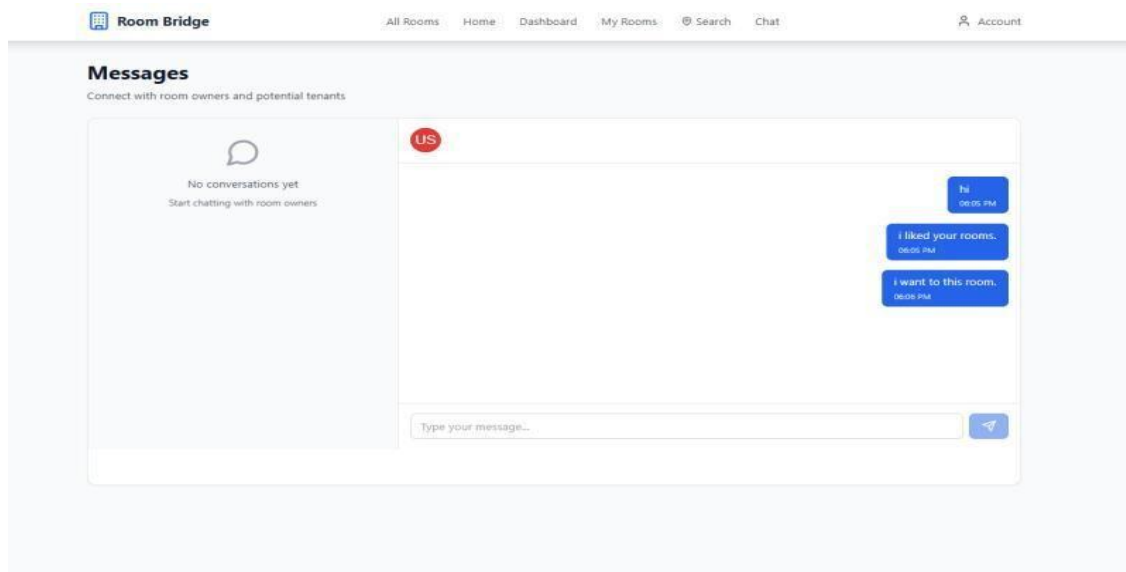 Room Bridge
All Rooms Home Dashboard My Rooms Search Chat
Account
Messages
Connect with room owners and potential tenants
No conversations yet
Start chatting with room owners
US
hi
06:05 PM
i liked your rooms.
06:05 PM
i want to this room.
06:06 PM
Type your message...